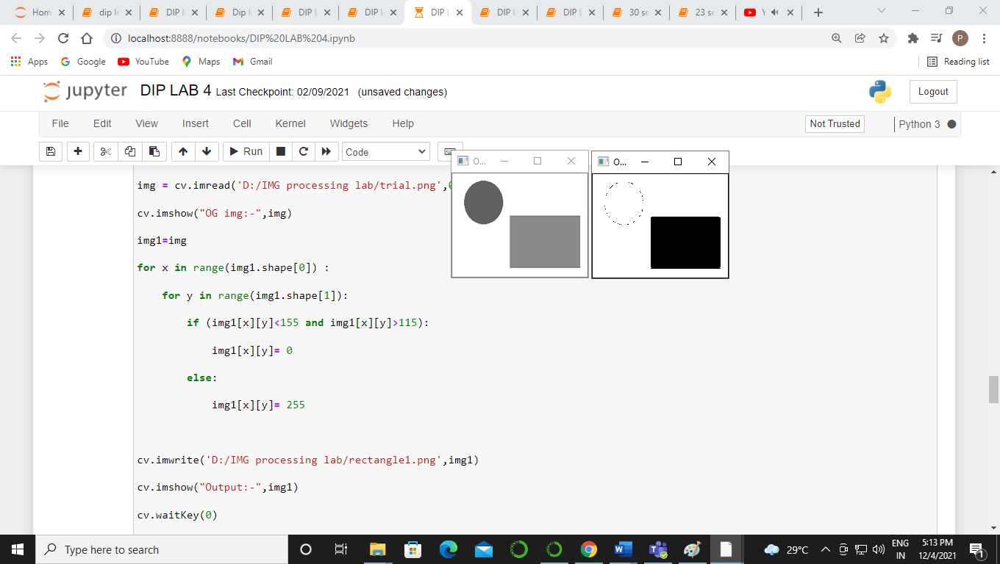 Hom
dip le
DIP l
Dip l
DIP L
DIP l
DIP L
DIP l
DIP L
30 se
23 se
localhost:8888/notebooks/DIP%20LAB%204.ipynb
P
Apps Google YouTube Maps Gmail Reading list
jupyter DIP LAB 4 Last Checkpoint: 02/09/2021 (unsaved changes) Logout
File Edit View Insert Cell Kernel Widgets Help Not Trusted Python 3
Run Code
O...
O...
img = cv.imread('D:/IMG processing lab/trial.png',
cv.imshow("OG img:-",img)
img1=img
for x in range(img1.shape[0]) :
for y in range(img1.shape[1]):
if (img1[x][y]<155 and img1[x][y]>115):
img1[x][y]= 0
else:
img1[x][y]= 255
cv.imwrite('D:/IMG processing lab/rectangle1.png',img1)
cv.imshow("Output:-",img1)
cv.waitKey(0)
Type here to search
29°C
ENG
IN
5:13 PM
12/4/2021
1